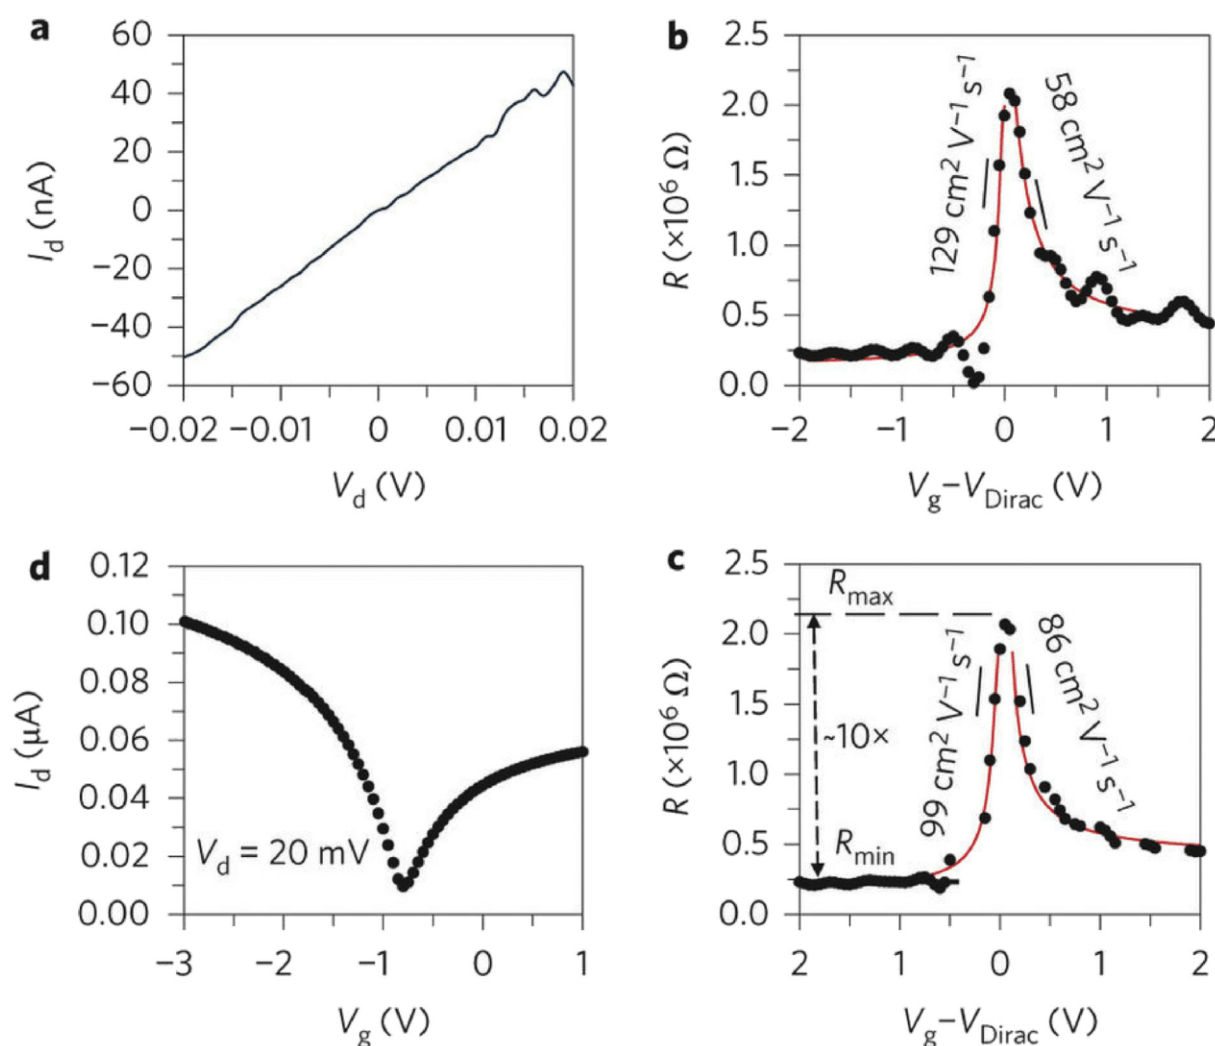 a
60
40
20
0
−20
−40
−60
I_d (nA)
−0.02 −0.01 0 0.01 0.02
V_d (V)
b
2.5
2.0
1.5
1.0
0.5
0.0
R (×10⁶ Ω)
129 cm² V⁻¹ s⁻¹
58 cm² V⁻¹ s⁻¹
−2 −1 0 1 2
V_g−V_Dirac (V)
d
0.12
0.10
0.08
0.06
0.04
0.02
0.00
I_d (μA)
V_d = 20 mV
−3 −2 −1 0 1
V_g (V)
c
2.5
2.0
1.5
1.0
0.5
0.0
R (×10⁶ Ω)
R_max
~10×
R_min
99 cm² V⁻¹ s⁻¹
86 cm² V⁻¹ s⁻¹
2 1 0 1 2
V_g−V_Dirac (V)